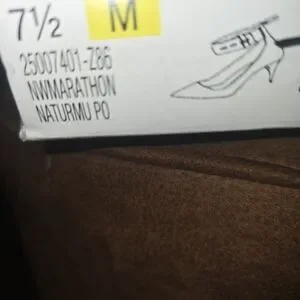 7½ M
25007401-Z86
NWMARATHON
NATURMU PO